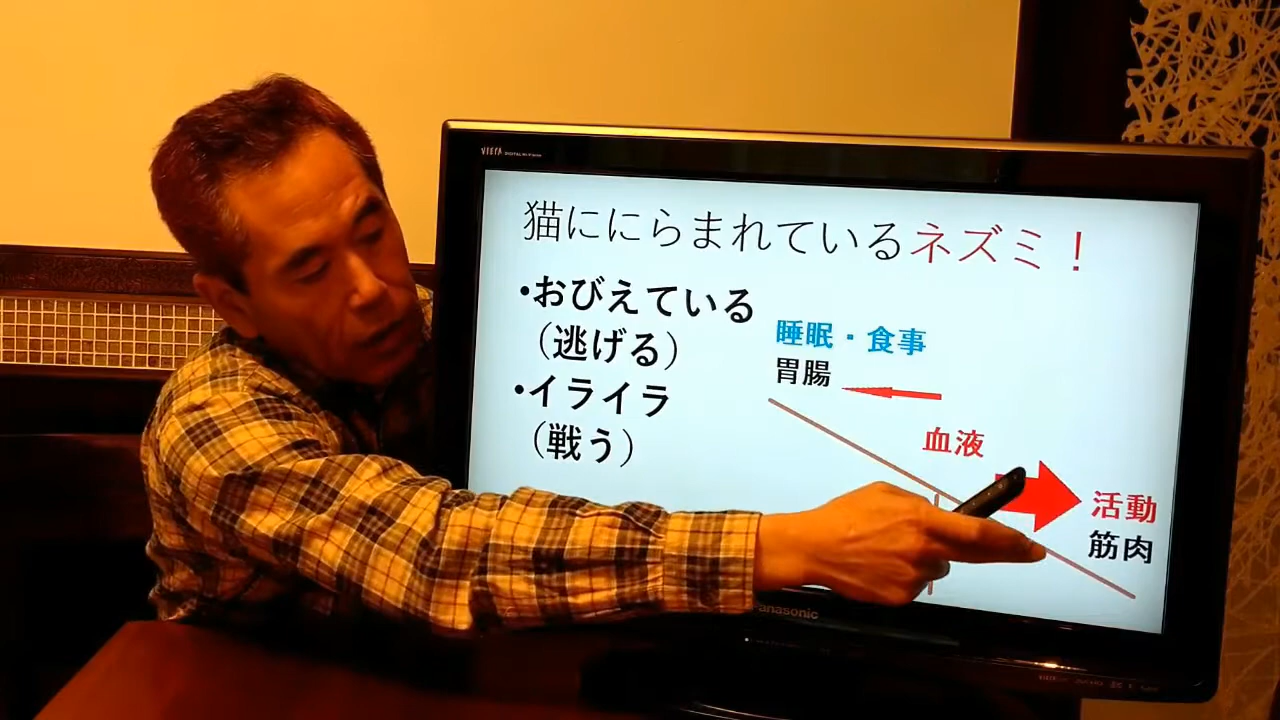 VIERA
猫ににらまれているネズミ！
・おびえている
（逃げる）
・イライラ
（戦う）
睡眠・食事
胃腸
血液
活動
筋肉
Panasonic